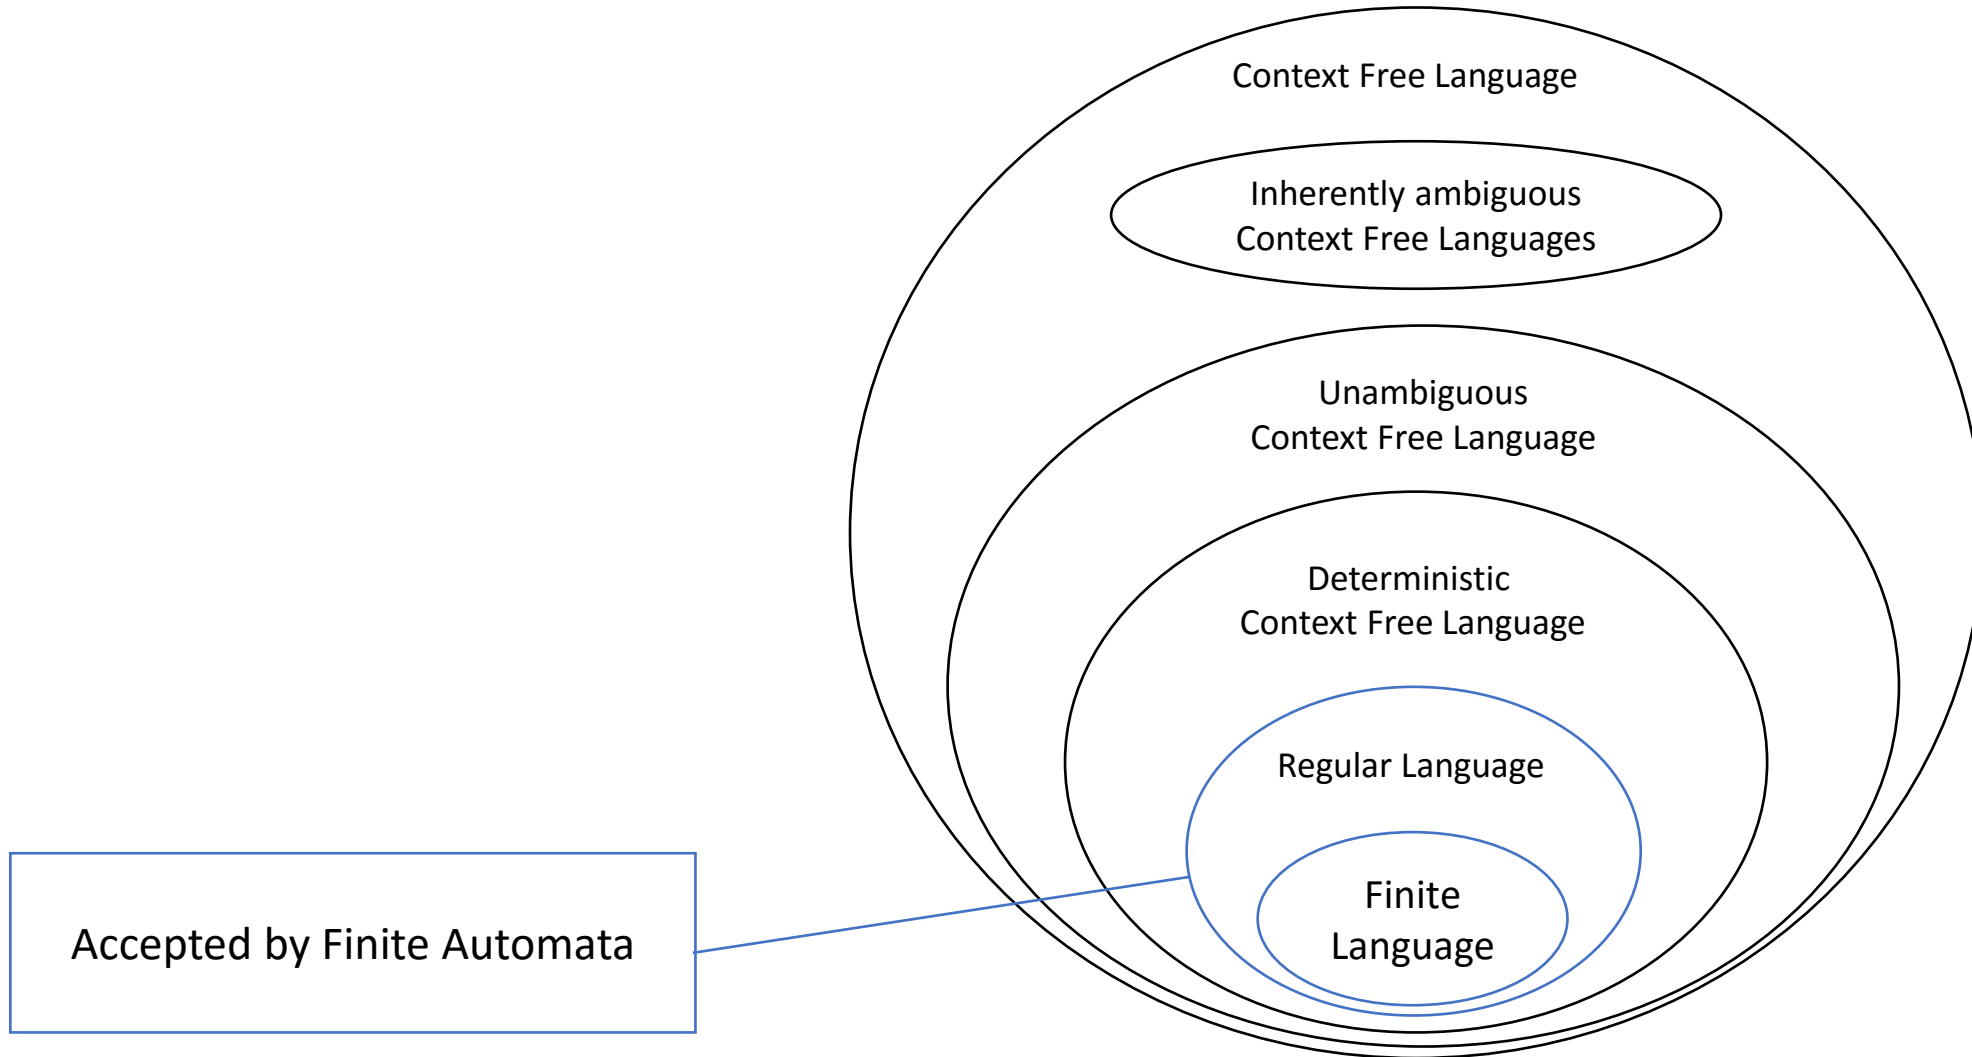 Context Free Language
Inherently ambiguous
Context Free Languages
Unambiguous
Context Free Language
Deterministic
Context Free Language
Regular Language
Finite
Language
Accepted by Finite Automata